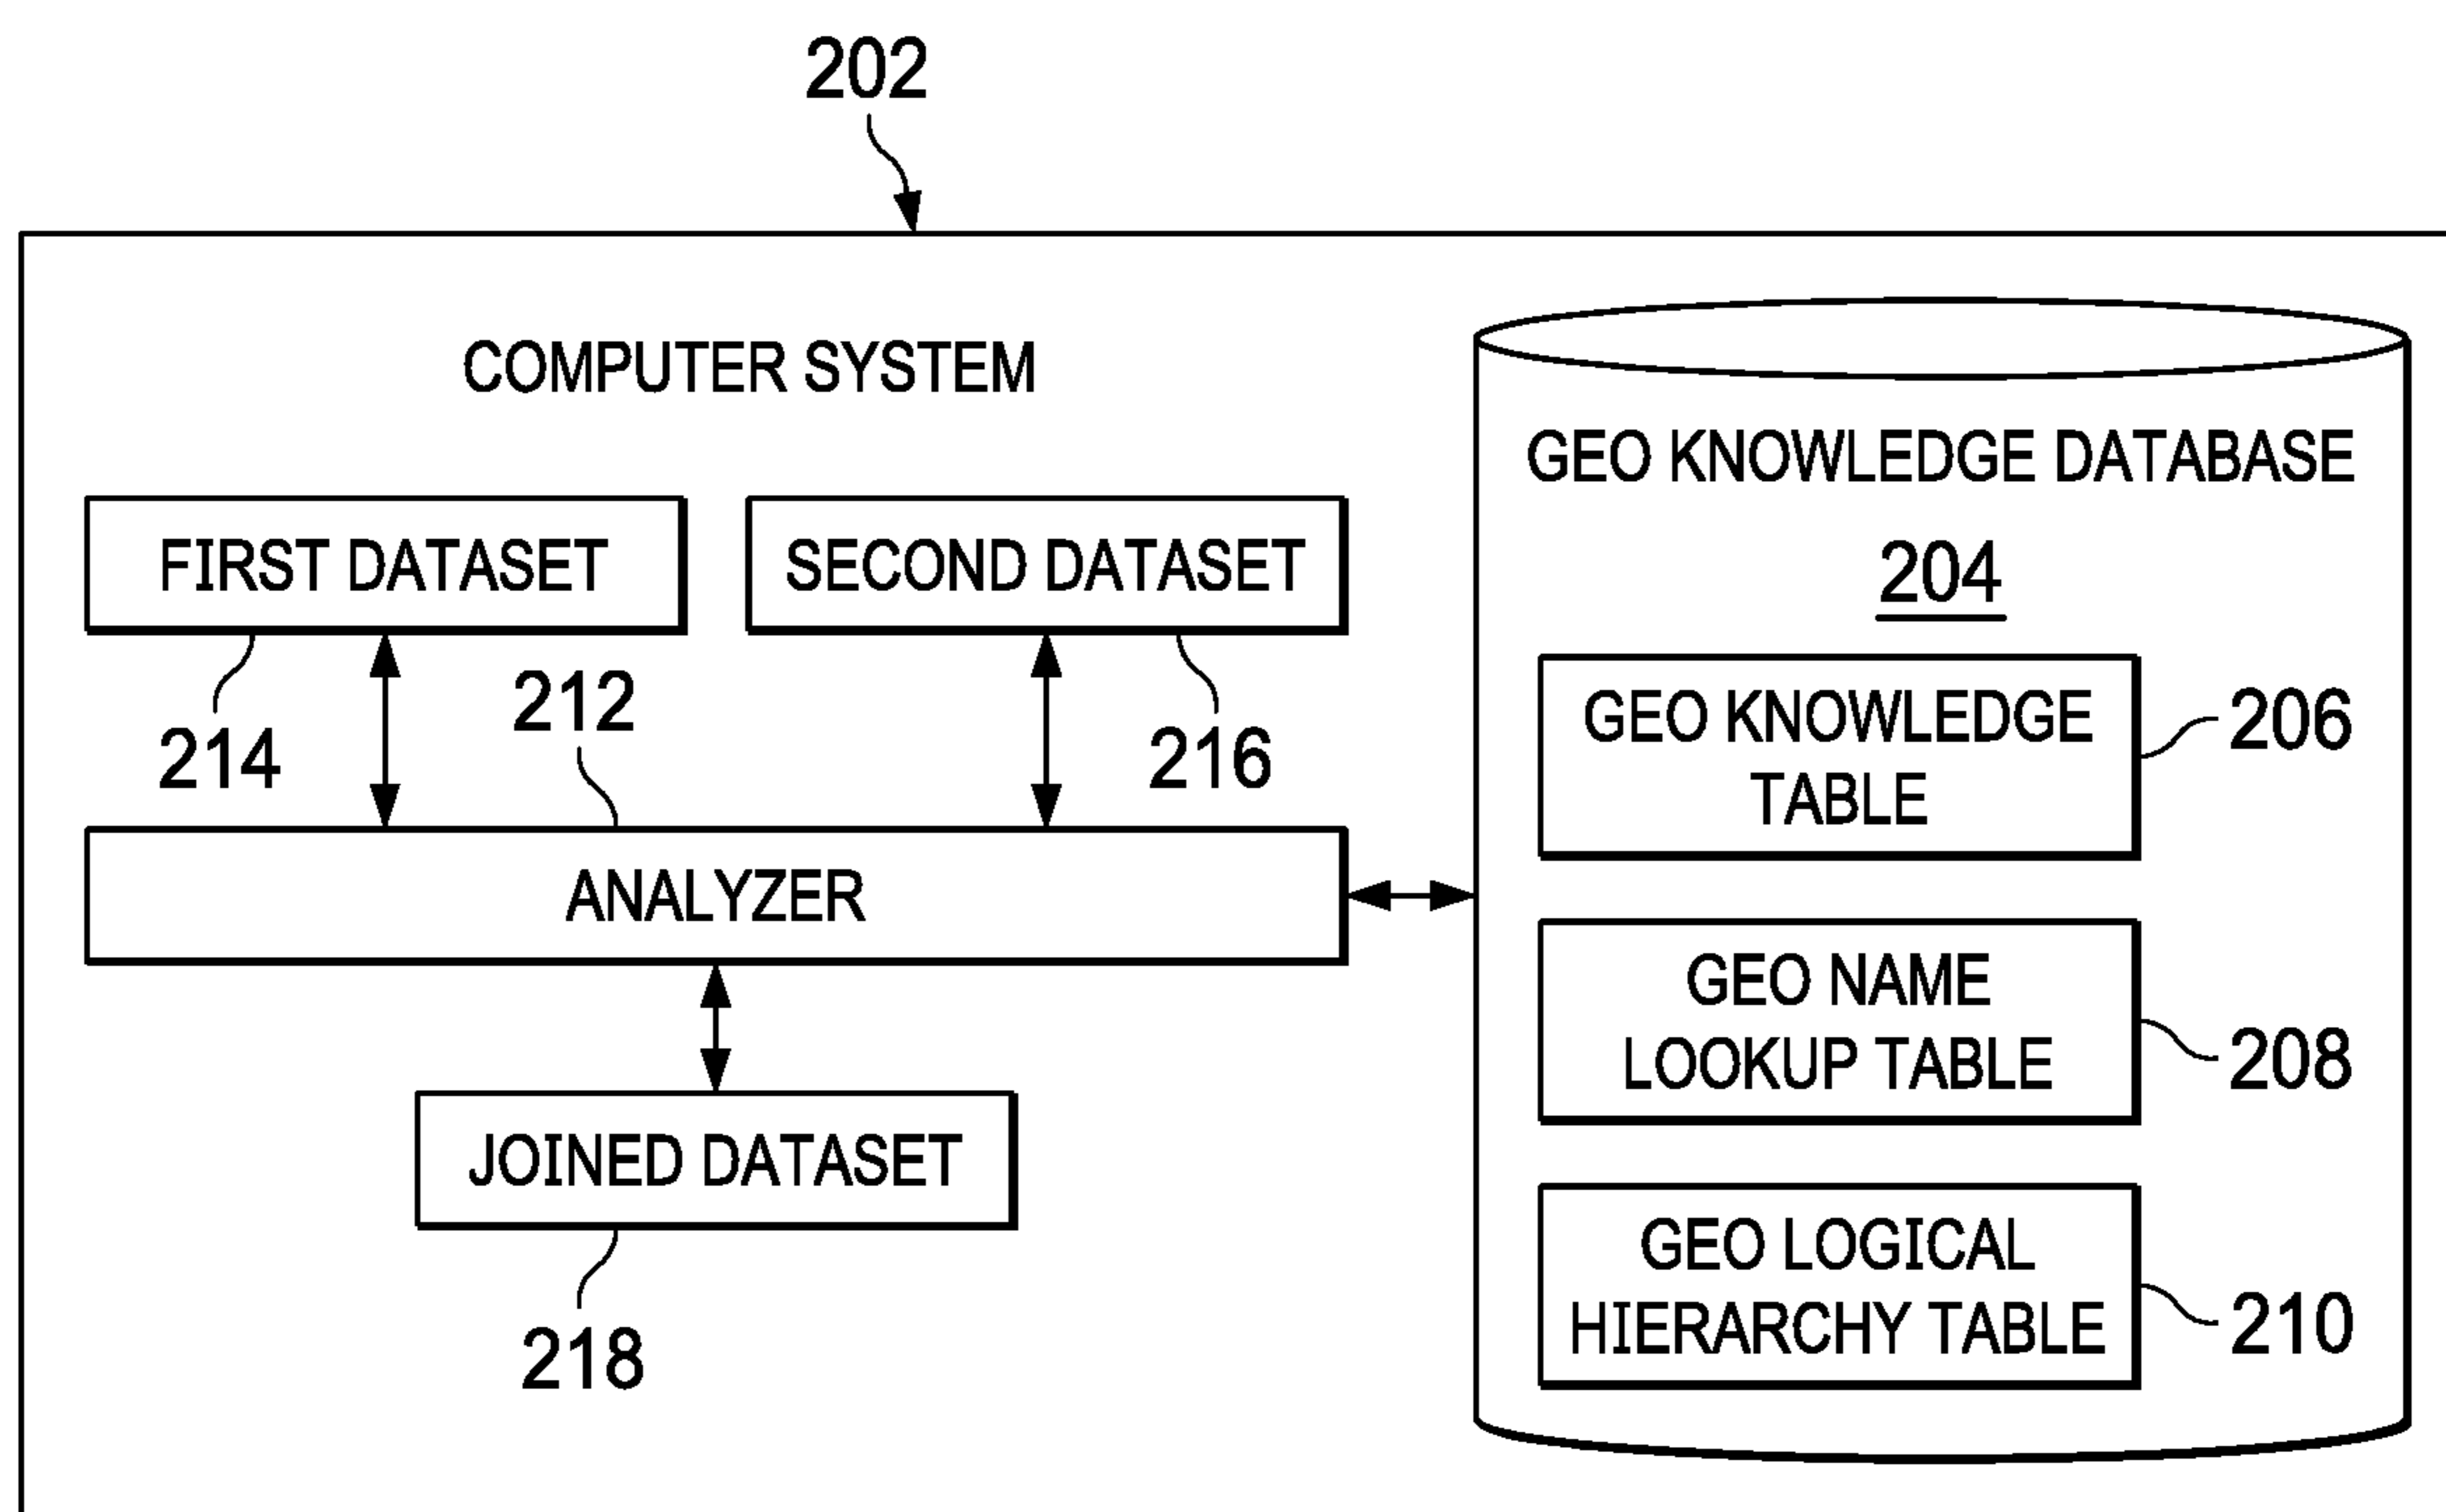 202
COMPUTER SYSTEM
GEO KNOWLEDGE DATABASE
204
FIRST DATASET
SECOND DATASET
214
212
216
GEO KNOWLEDGE
TABLE
206
ANALYZER
GEO NAME
LOOKUP TABLE
208
JOINED DATASET
218
GEO LOGICAL
HIERARCHY TABLE
210